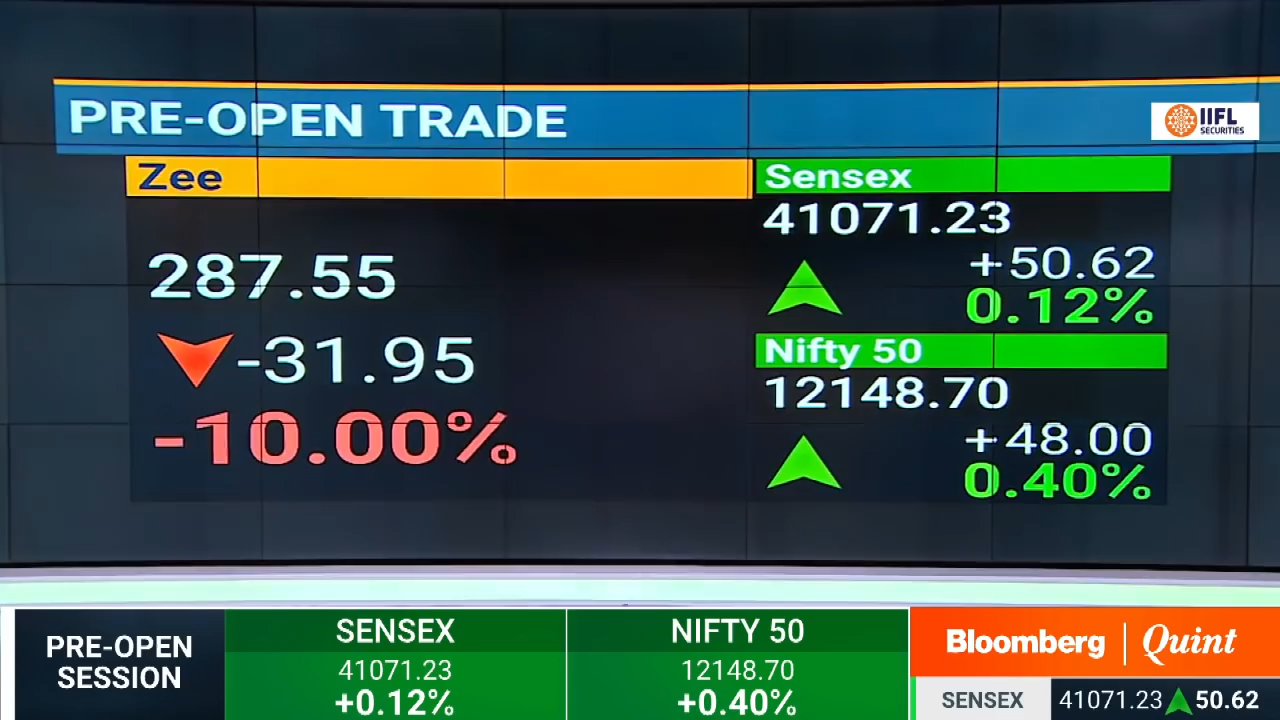 PRE-OPEN TRADE
IIFL
SECURITIES
Zee
287.55
-31.95
-10.00%
Sensex
41071.23
+50.62
0.12%
Nifty 50
12148.70
+48.00
0.40%
PRE-OPEN
SESSION
SENSEX
41071.23
+0.12%
NIFTY 50
12148.70
+0.40%
Bloomberg | Quint
SENSEX 41071.23 50.62